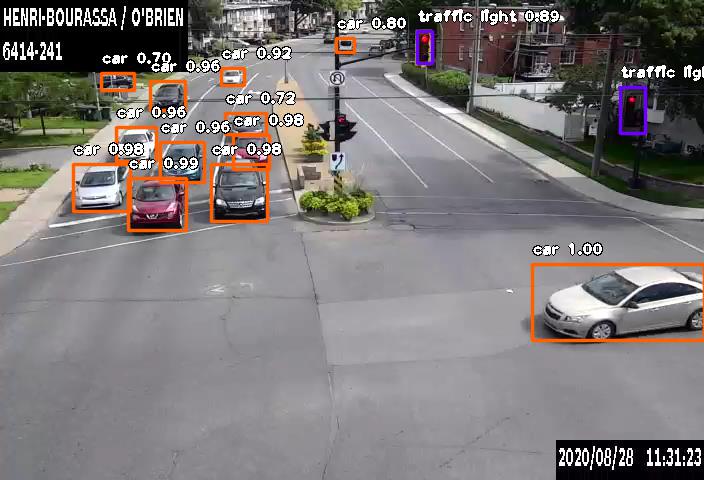 HENRI-BOURASSA / O'BRIEN
6414-241
car 0.80
traffic light 0.89
car 0.70
car 0.92
car 0.96
traffic lig
car 0.72
car 0.96
car 0.98
car 0.96
car 0.98
car 0.98
car 0.99
car 1.00
2020/08/28 11:31:23